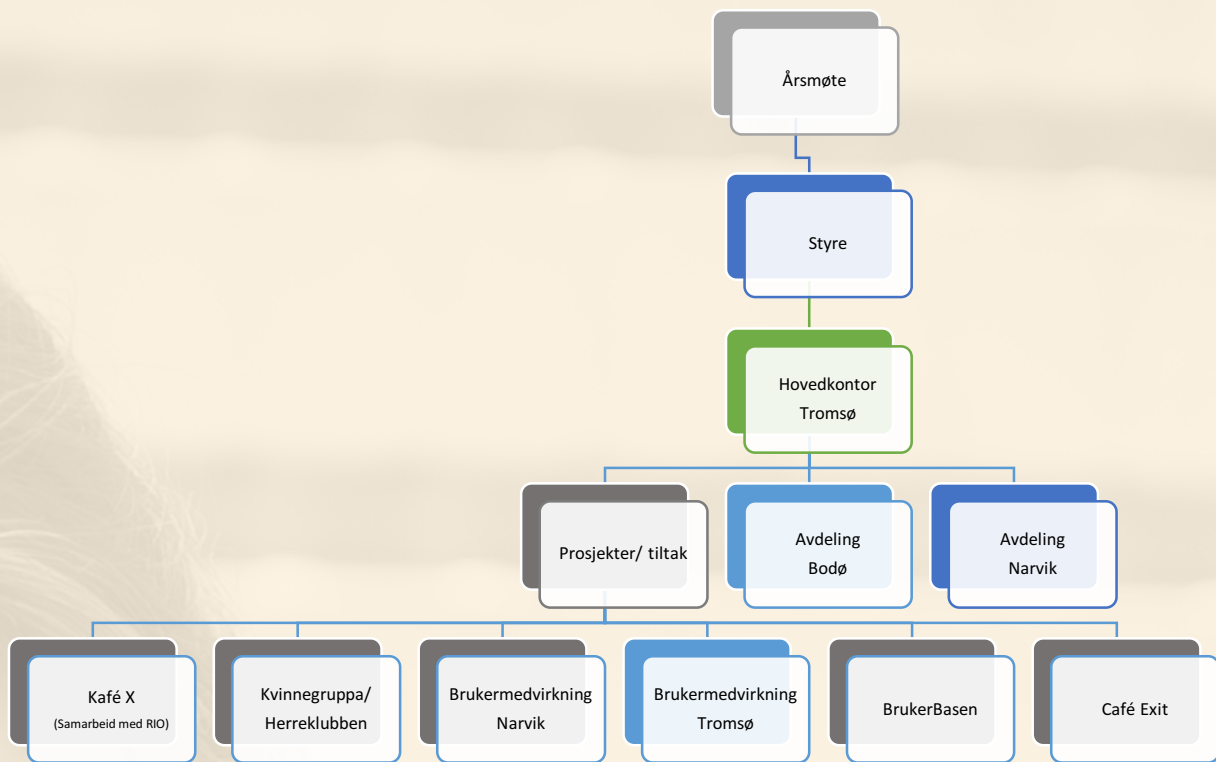 Årsmøte
Styre
Hovedkontor
Tromsø
Prosjekter/ tiltak
Avdeling
Bodø
Avdeling
Narvik
Kafé X
(Samarbeid med RIO)
Kvinnegruppa/
Herreklubben
Brukermedvirkning
Narvik
Brukermedvirkning
Tromsø
BrukerBasen
Café Exit